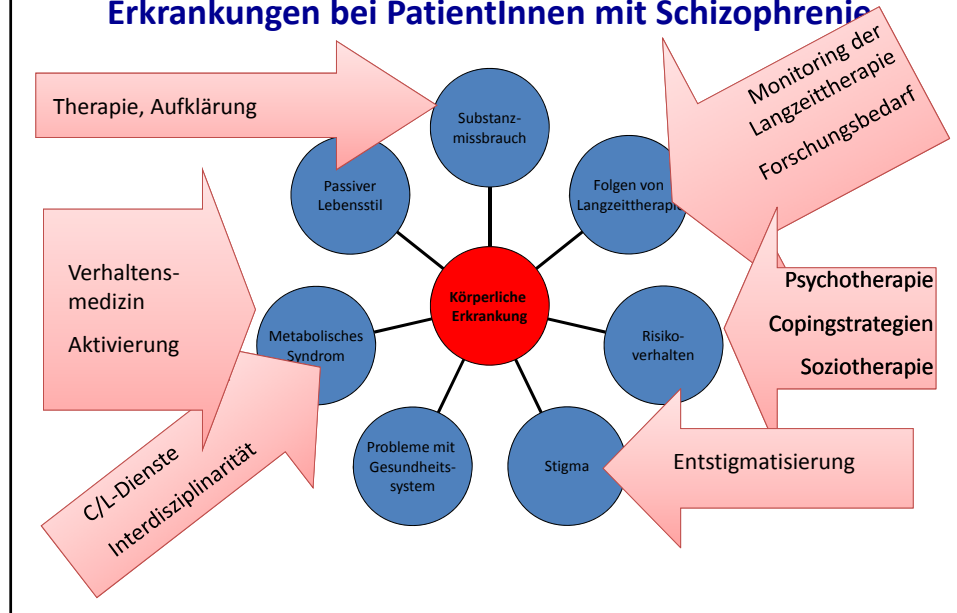 Erkrankungen bei PatientInnen mit Schizophrenie
Therapie, Aufklärung
Substanz-
missbrauch
Monitoring der
Langzeittherapie
Forschungsbedarf
Passiver
Lebensstil
Folgen von
Langzeittherapie
Verhaltens-
medizin
Aktivierung
Körperliche
Erkrankung
Psychotherapie
Copingstrategien
Soziotherapie
Metabolisches
Syndrom
Risiko-
verhalten
C/L-Dienste
Interdisziplinarität
Probleme mit
Gesundheits-
system
Stigma
Entstigmatisierung